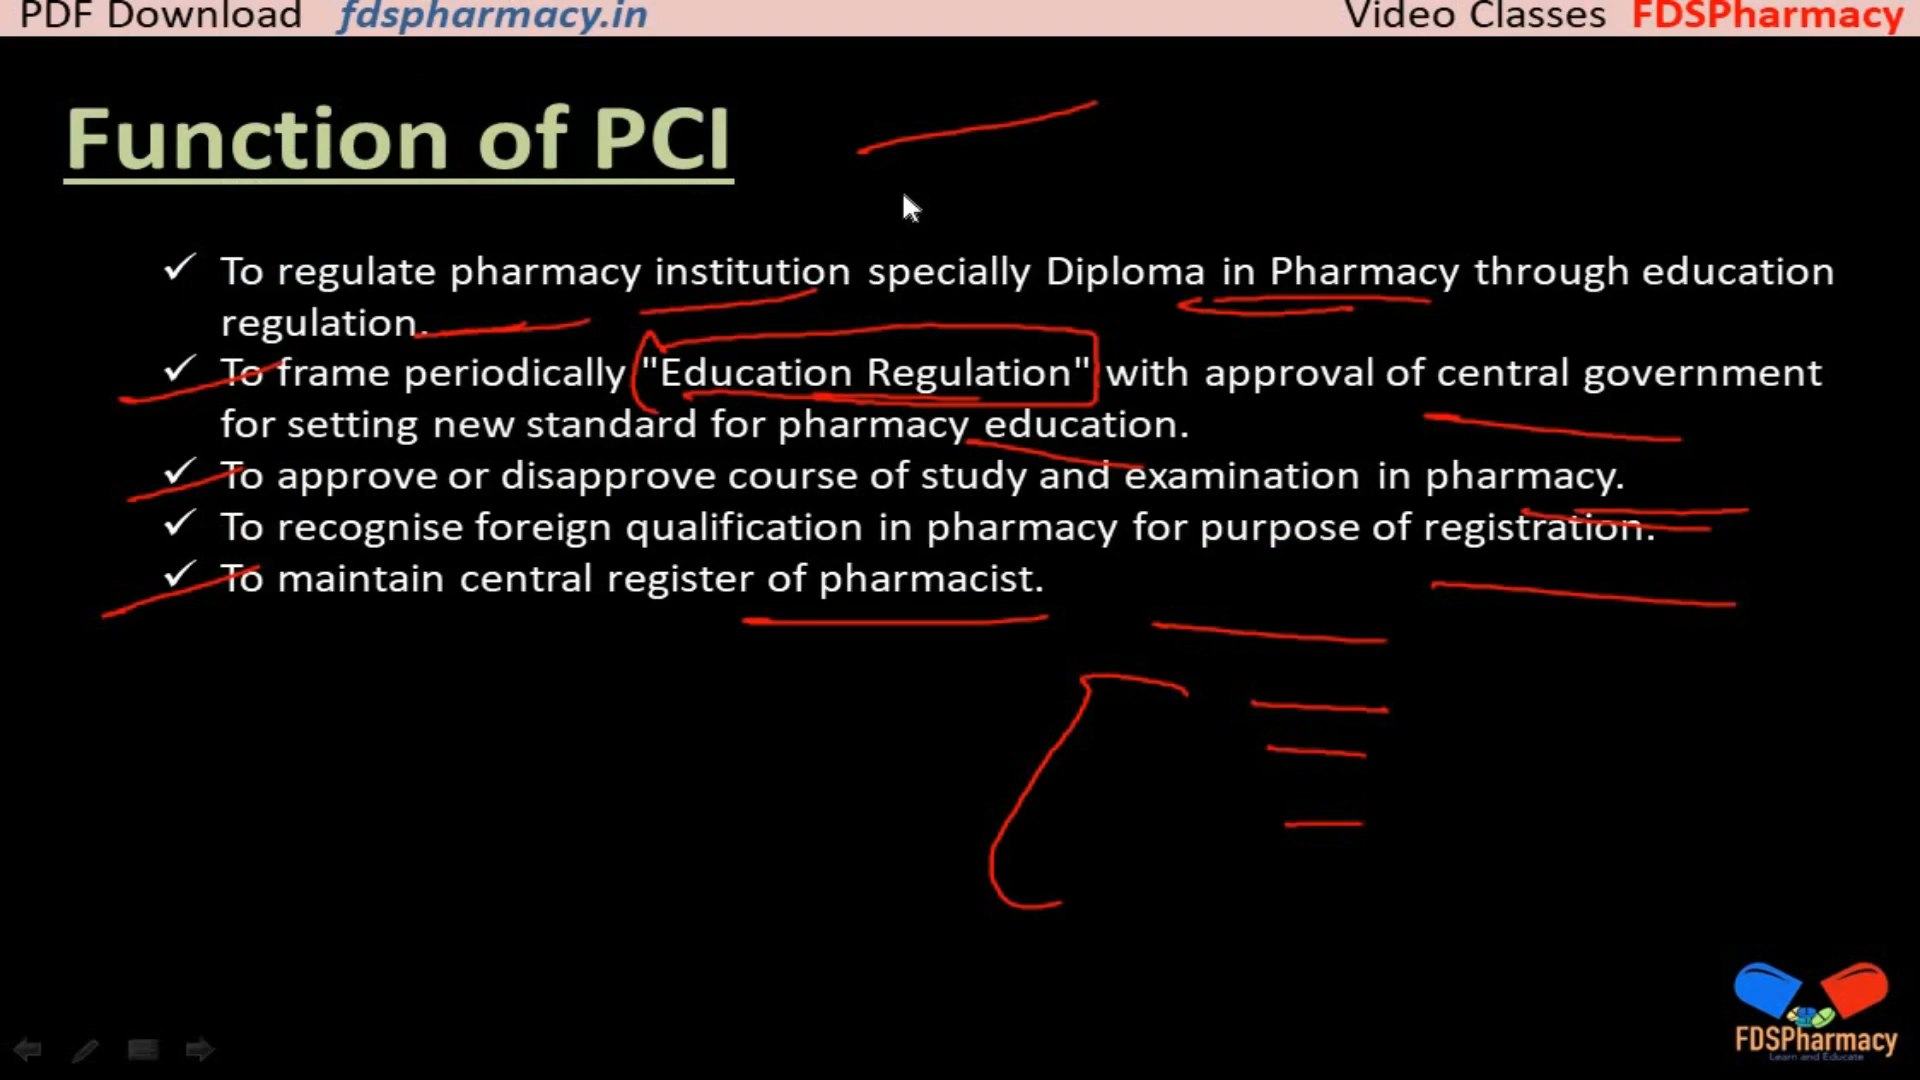 PDF Download fdspharmacy.in Video Classes FDSPharmacy
Function of PCI
✓ To regulate pharmacy institution specially Diploma in Pharmacy through education
regulation.
✓ To frame periodically "Education Regulation" with approval of central government
for setting new standard for pharmacy education.
✓ To approve or disapprove course of study and examination in pharmacy.
✓ To recognise foreign qualification in pharmacy for purpose of registration.
✓ To maintain central register of pharmacist.
FDSPharmacy
Learn and Educate